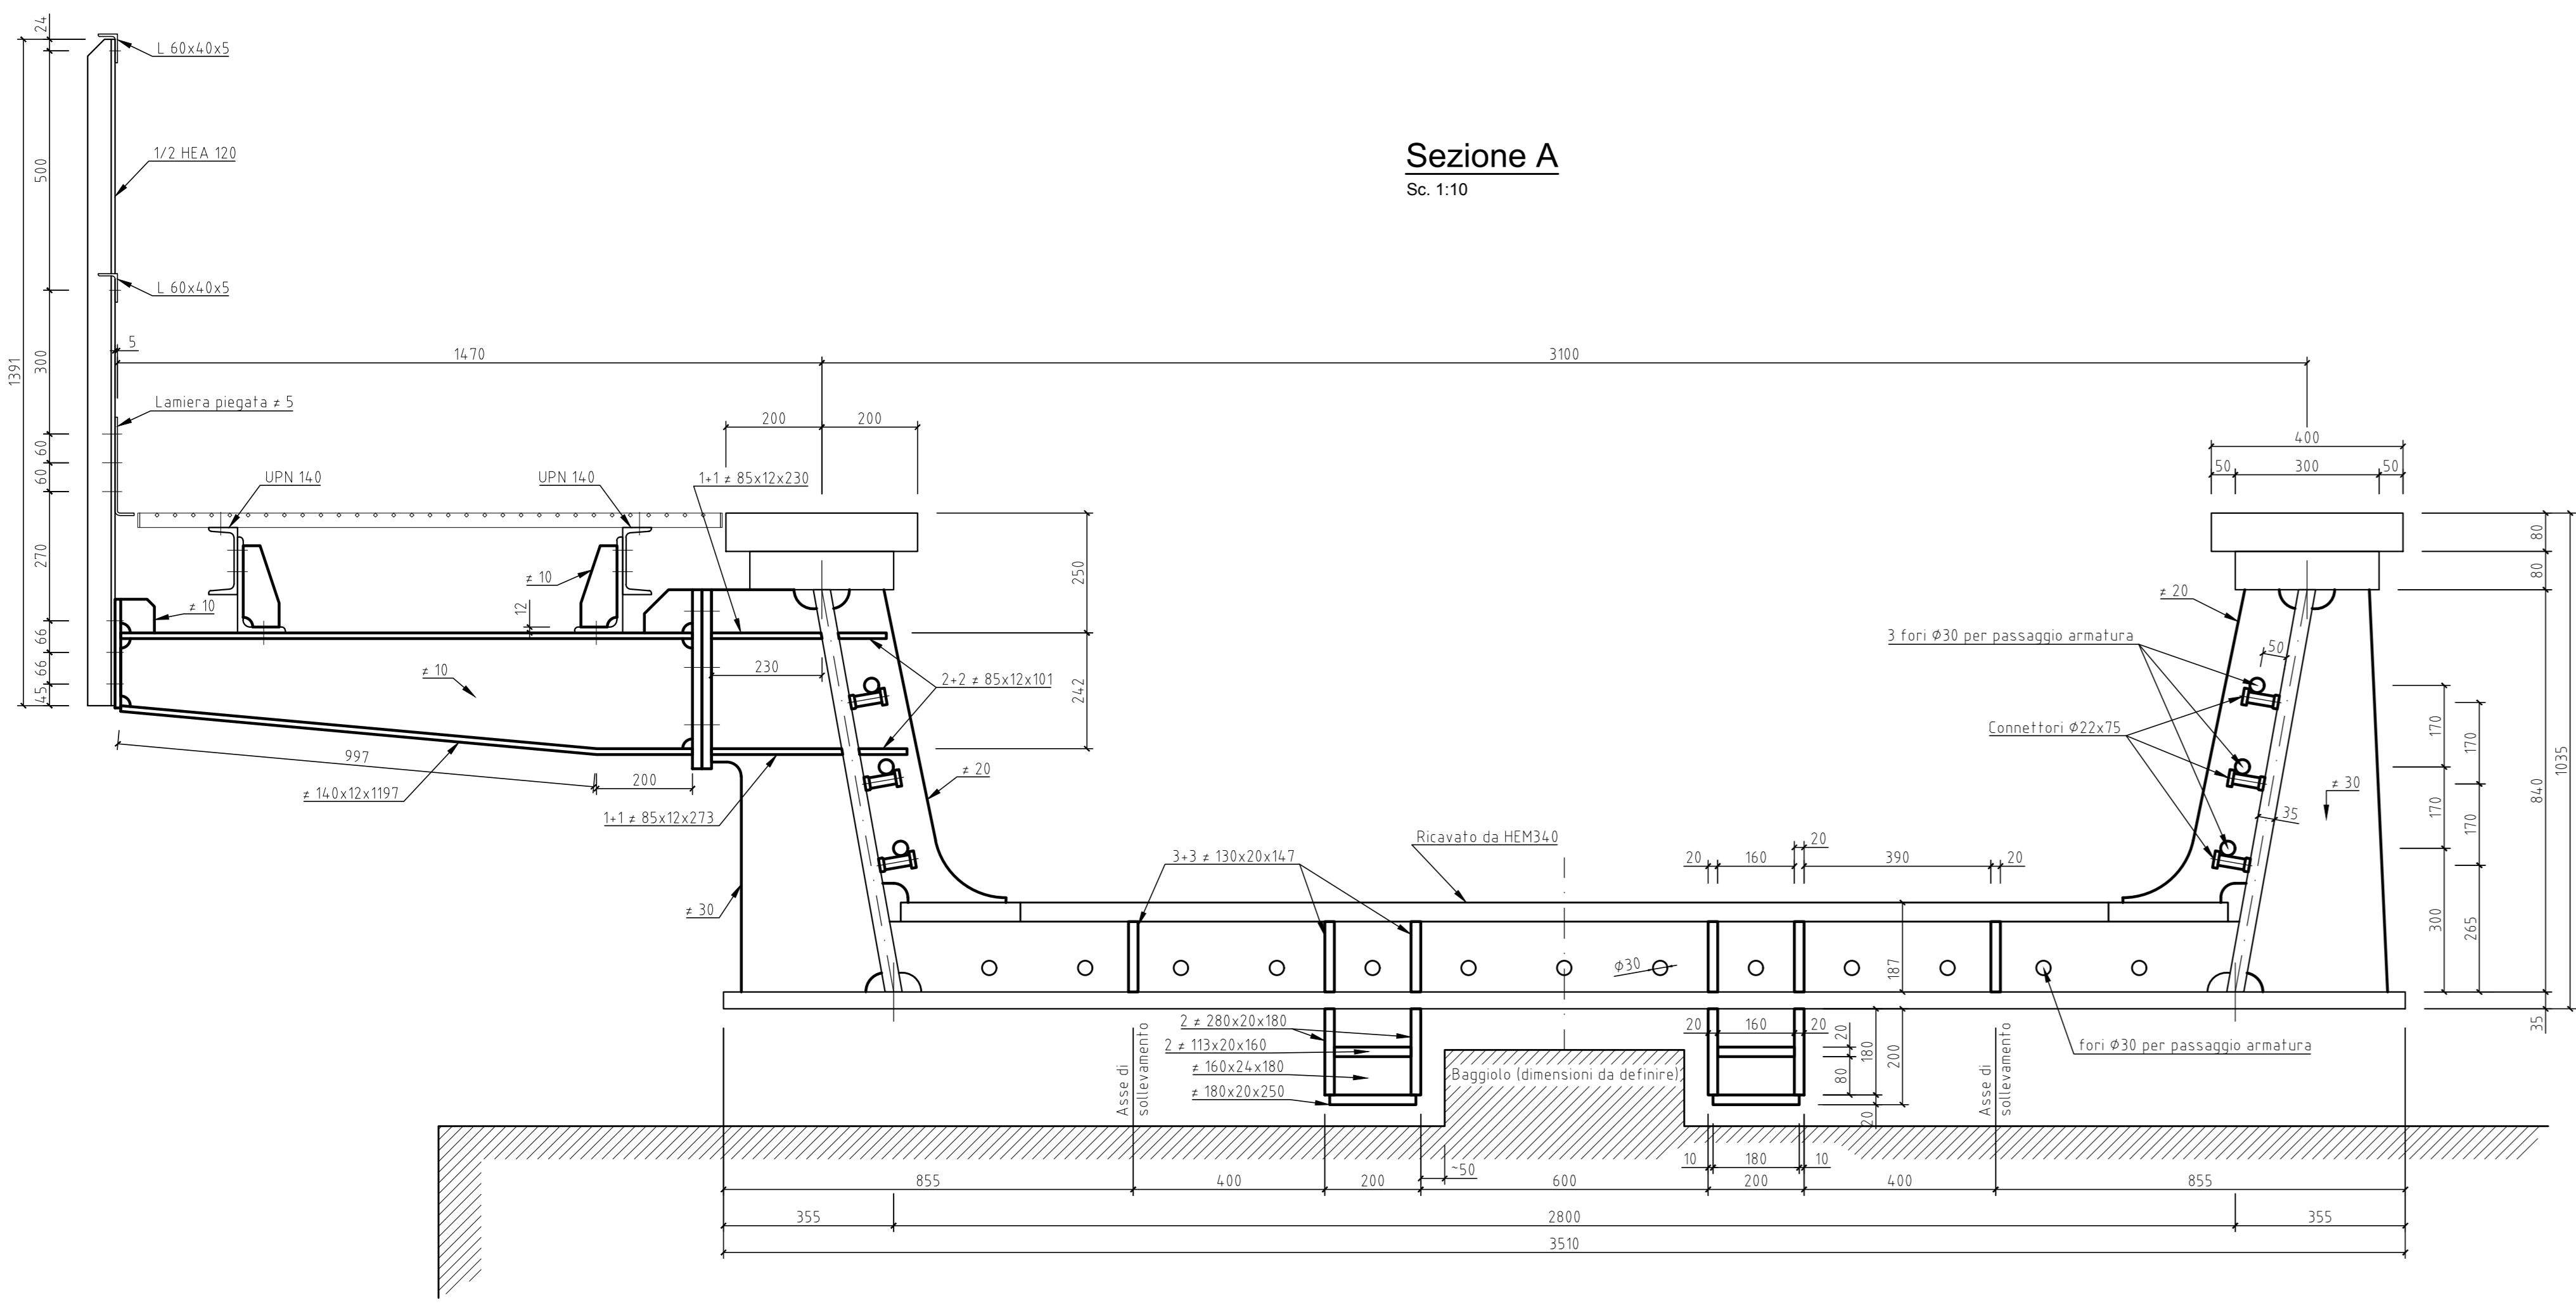 Sezione A
Sc. 1:10
24
L 60x40x5
1/2 HEA 120
500
L 60x40x5
1391
300
5
1470
3100
Lamiera piegata ≠ 5
60
60
200
200
400
50
300
50
UPN 140
UPN 140
1+1 ≠ 85x12x230
270
≠ 10
12
≠ 10
250
80
80
≠ 20
66
66
45
≠ 10
230
2+2 ≠ 85x12x101
242
3 fori Ø30 per passaggio armatura
50
Connettori Ø22x75
170
170
1035
997
200
≠ 140x12x1197
≠ 20
1+1 ≠ 85x12x273
≠ 30
35
170
170
840
Ricavato da HEM340
3+3 ≠ 130x20x147
20
160
20
390
20
≠ 30
300
265
Ø30
187
2 ≠ 280x20x180
2 ≠ 113x20x160
≠ 160x24x180
≠ 180x20x250
Asse di
sollevamento
Baggiolo (dimensioni da definire)
20
160
20
20
80
180
200
20
Asse di
sollevamento
fori Ø30 per passaggio armatura
35
~50
10
180
10
855
400
200
600
200
400
855
355
2800
355
3510